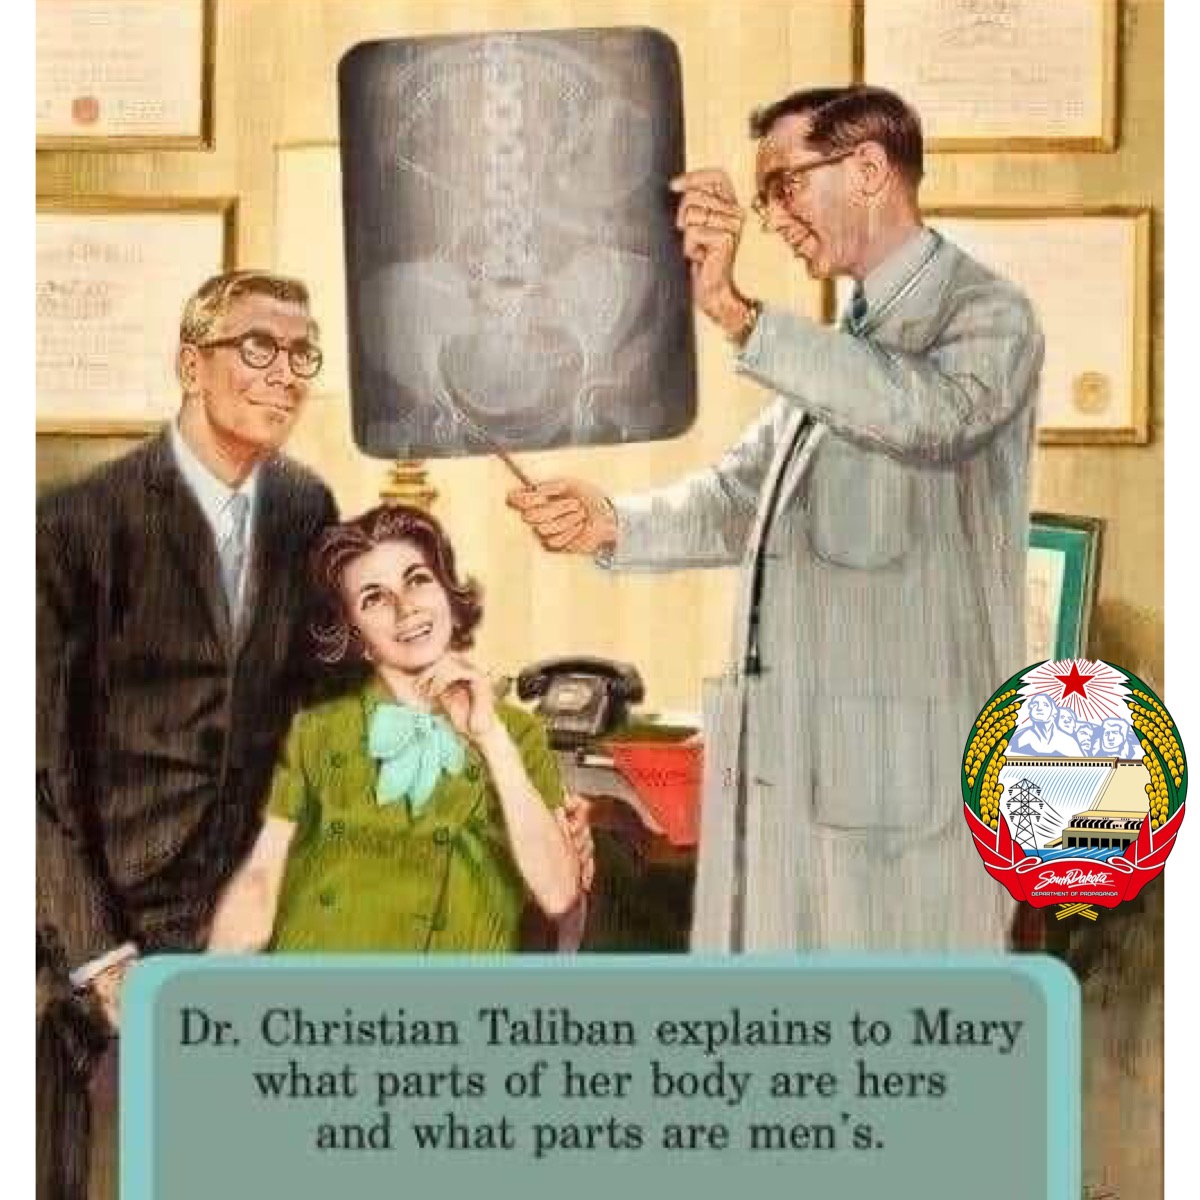 South Dakota
DEPARTMENT OF PROPAGANDA
Dr. Christian Taliban explains to Mary
what parts of her body are hers
and what parts are men's.